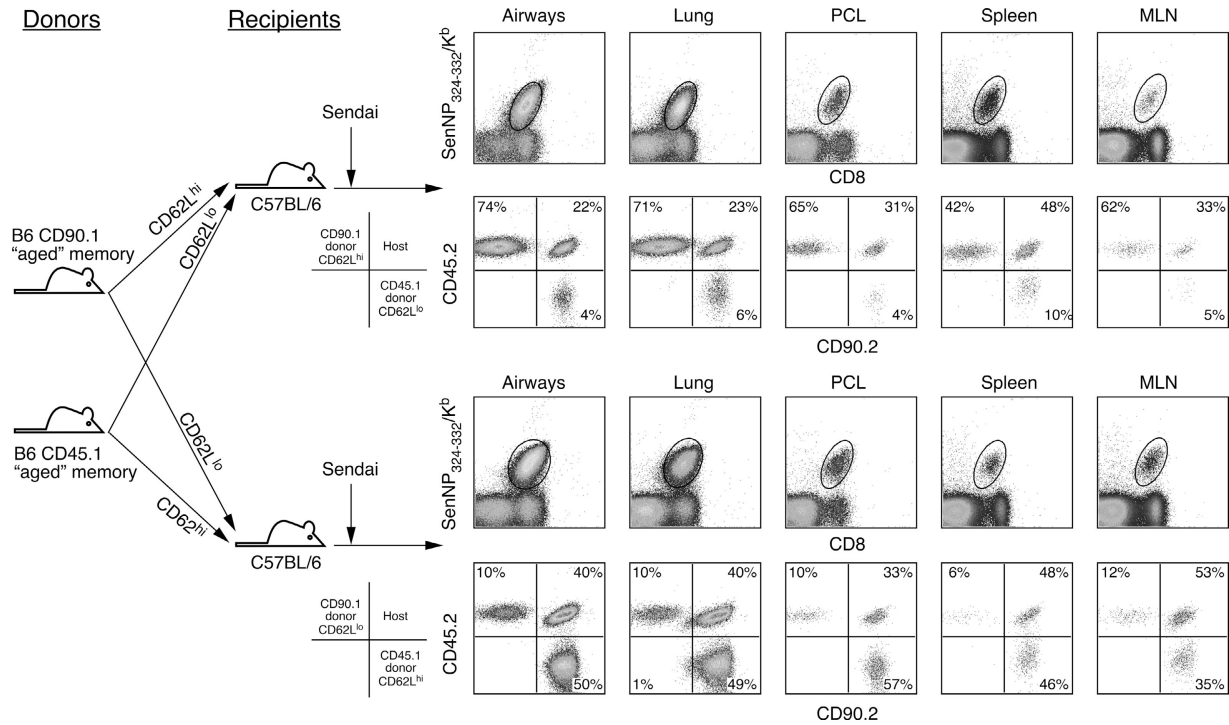 Donors
Recipients
Airways
Lung
PCL
Spleen
MLN
SenNP324-332/Kb
CD8
Sendai
C57BL/6
CD62Lhi
CD62Llo
B6 CD90.1
“aged” memory
CD90.1
donor
CD62Lhi
Host
CD45.1
donor
CD62Llo
CD45.2
74% 22%
4%
71% 23%
6%
65% 31%
4%
42% 48%
10%
62% 33%
5%
CD90.2
Airways
Lung
PCL
Spleen
MLN
SenNP324-332/Kb
CD8
B6 CD45.1
“aged” memory
CD62Llo
CD62hi
Sendai
C57BL/6
CD90.1
donor
CD62Llo
Host
CD45.1
donor
CD62Lhi
CD45.2
10% 40%
50%
10% 40%
1% 49%
10% 33%
57%
6% 48%
46%
12% 53%
35%
CD90.2